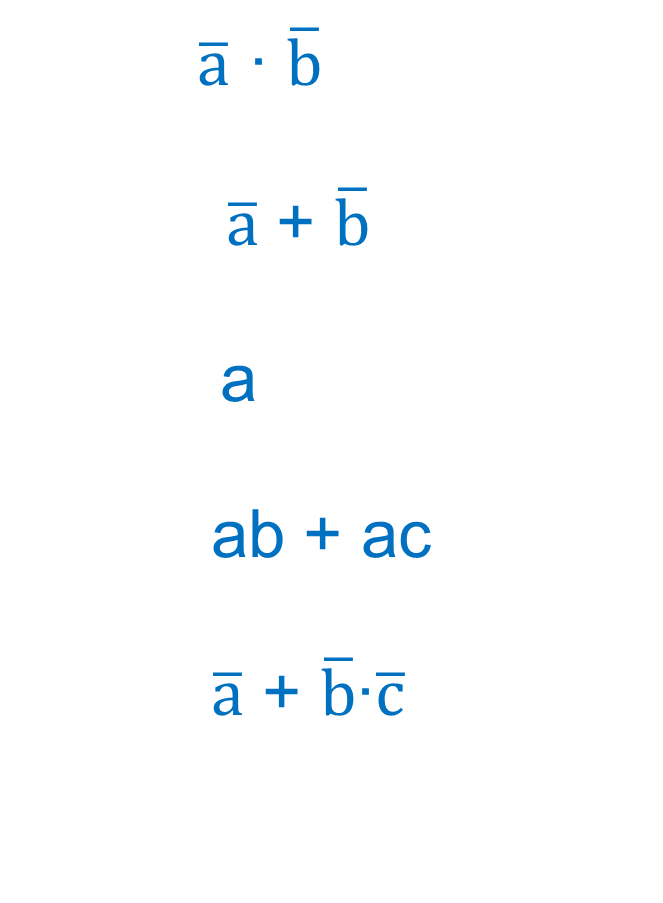 a̅ · b̅
a̅ + b̅
a
ab + ac
a̅ + b̅·c̅